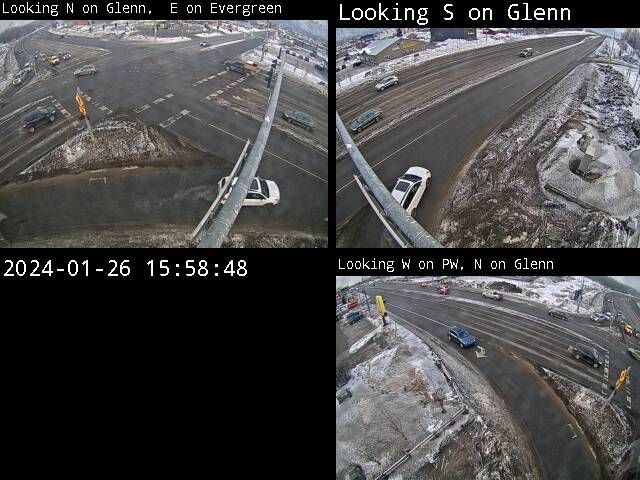 Looking N on Glenn, E on Evergreen
Looking S on Glenn
2024-01-26 15:58:48
Looking W on PW, N on Glenn